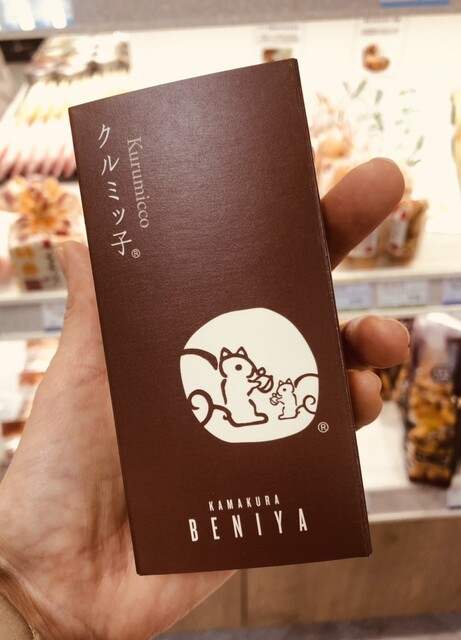 クルミッ子®
Kurumicco
®
KAMAKURA
BENIYA